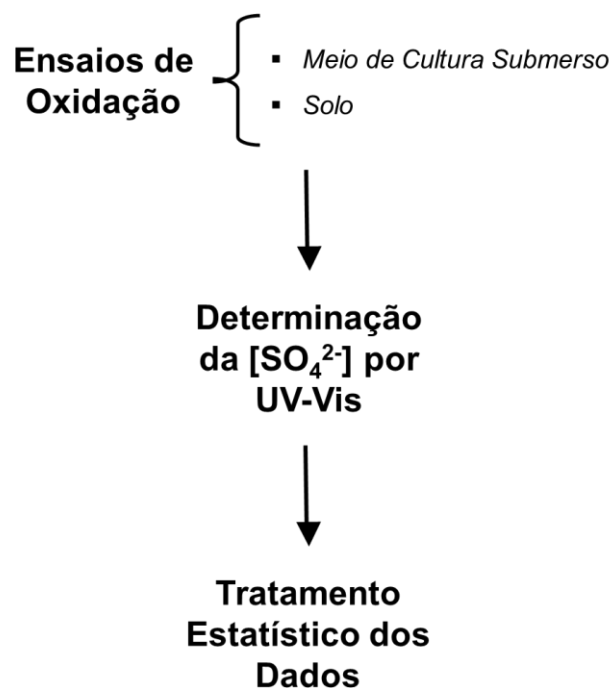 Ensaios de
Oxidação
▪ Meio de Cultura Submerso
▪ Solo
Determinação
da [SO₄²⁻] por
UV-Vis
Tratamento
Estatístico dos
Dados